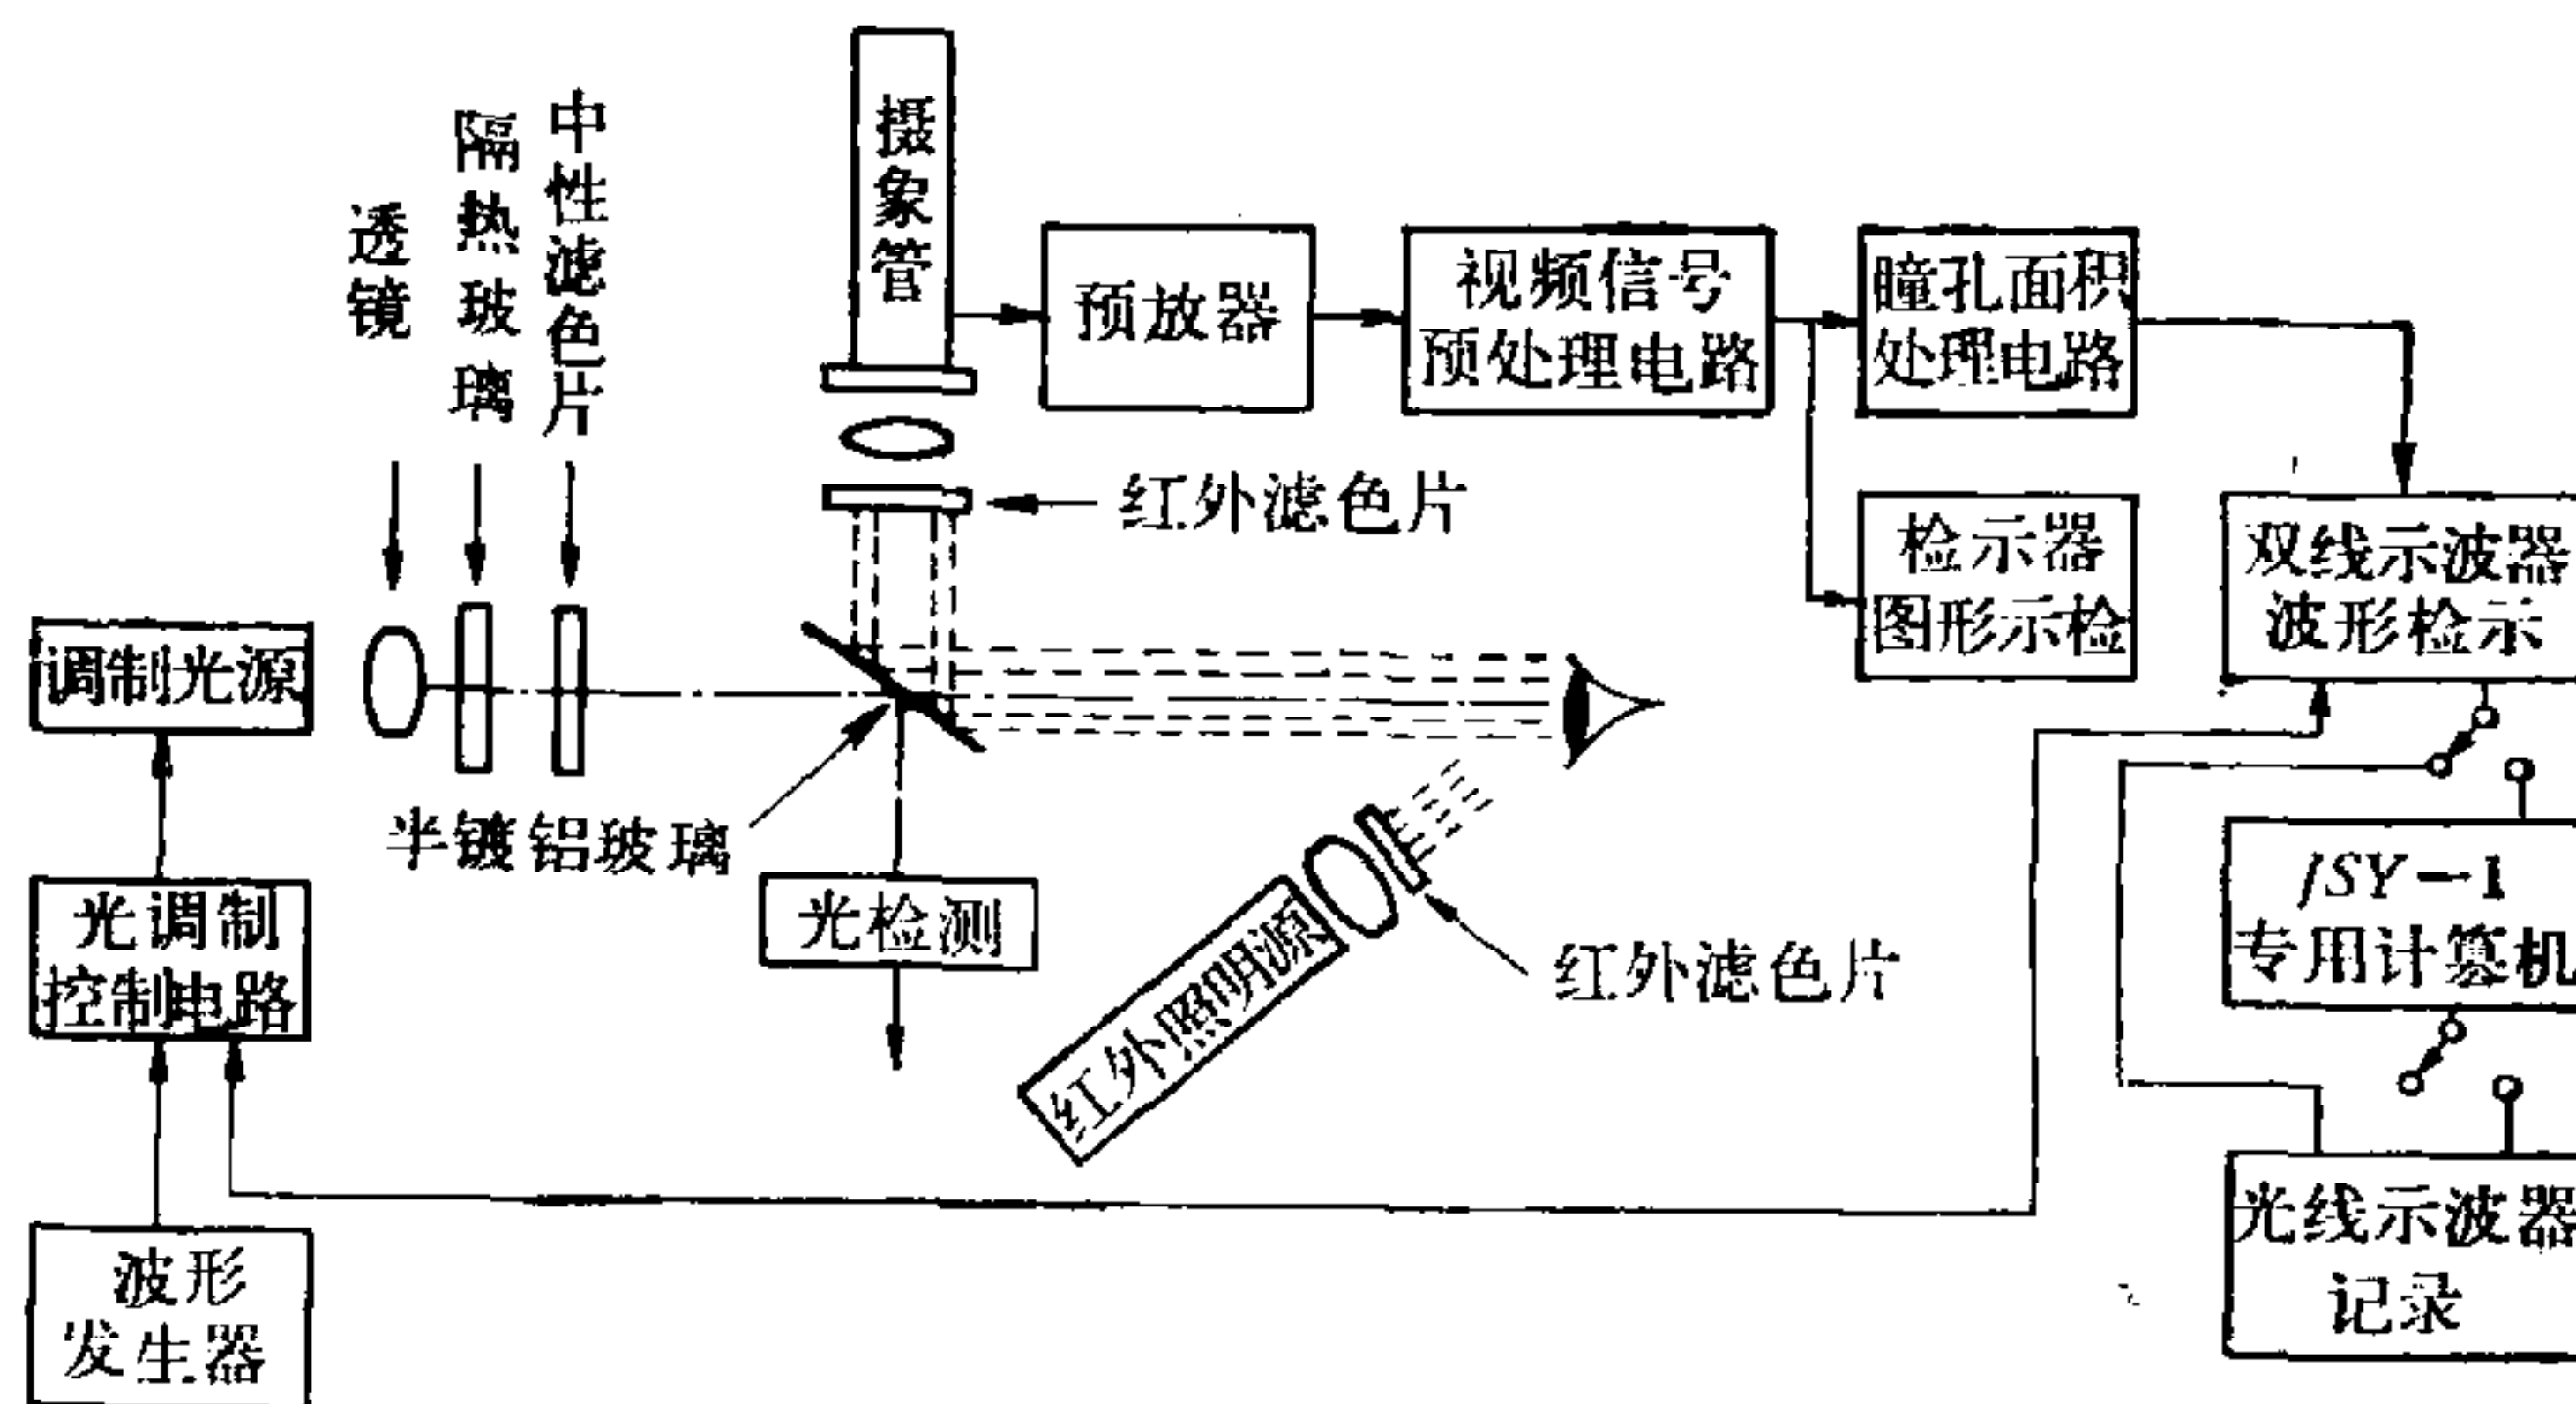 透镜
隔热玻璃
中性滤色片
摄象管
预放器
视频信号
预处理电路
瞳孔面积
处理电路
红外滤色片
检示器
图形示检
双线示波器
波形检示
调制光源
半镀铝玻璃
光检测
红外照明源
红外滤色片
JSY-1
专用计算机
光调制
控制电路
波形
发生器
光线示波器
记录